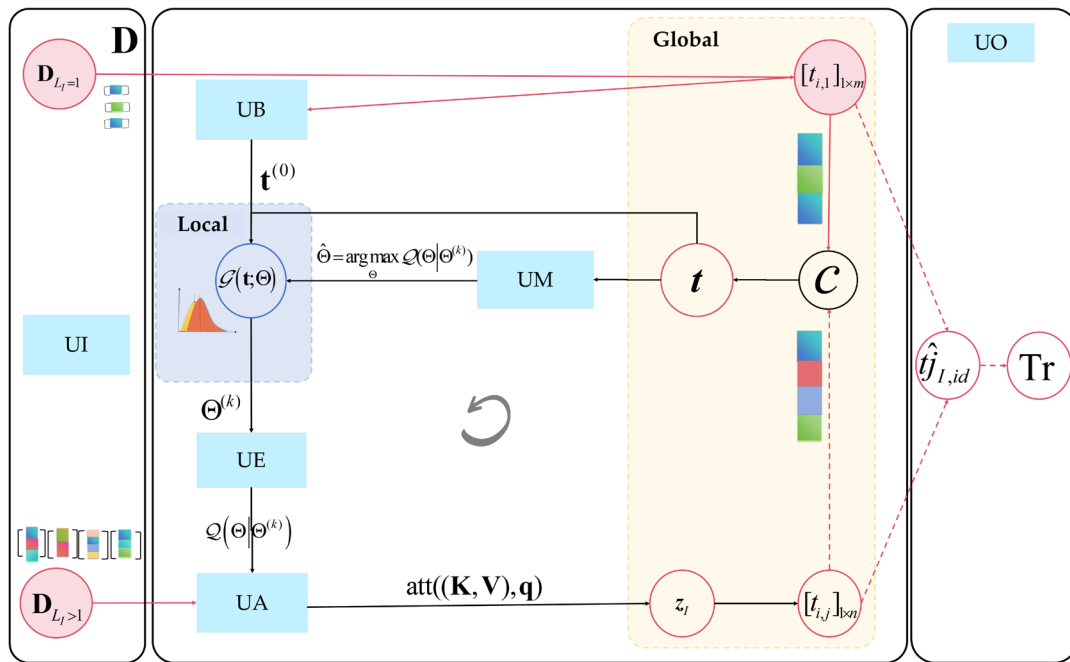 D
D_{L_I=1}
UI
D_{L_I>1}
Global
[t_{i,1}]_{1×m}
UB
t^{(0)}
Local
𝒢(t;Θ)
Θ̂ = arg max_Θ 𝒬(Θ|Θ^{(k)})
UM
t
C
Θ^{(k)}
UE
𝒬(Θ|Θ^{(k)})
UA
att((K, V), q)
z_I
[t_{i,j}]_{1×n}
UO
tĵ_{I,id}
Tr